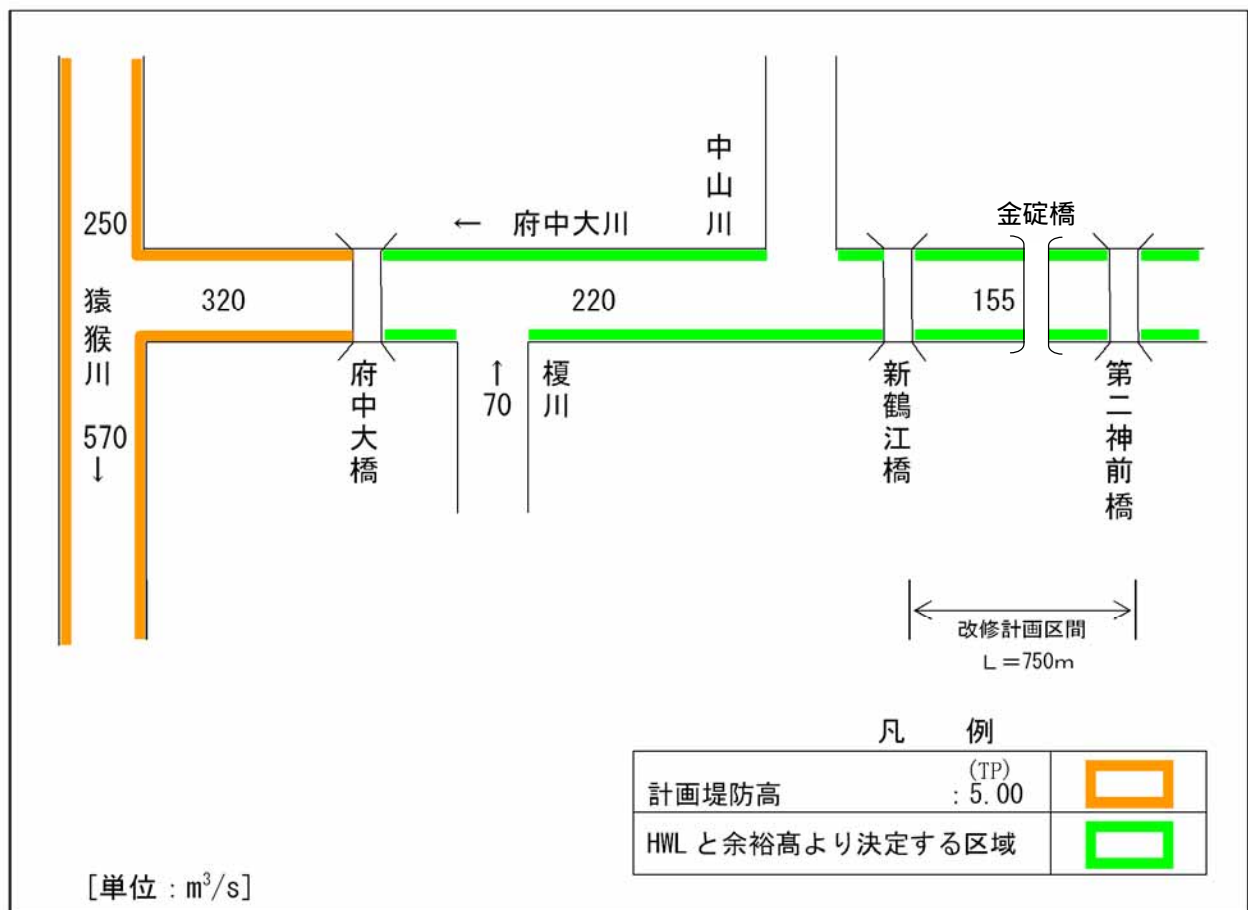 中山川
250
← 府中大川
金碇橋
猿猴川
320
220
155
570
↓
府中大橋
↑
70
榎川
新鶴江橋
第二神前橋
改修計画区間
L=750m
凡 例
計画堤防高 : 5.00 (TP)
HWLと余裕高より決定する区域
[単位:m³/s]